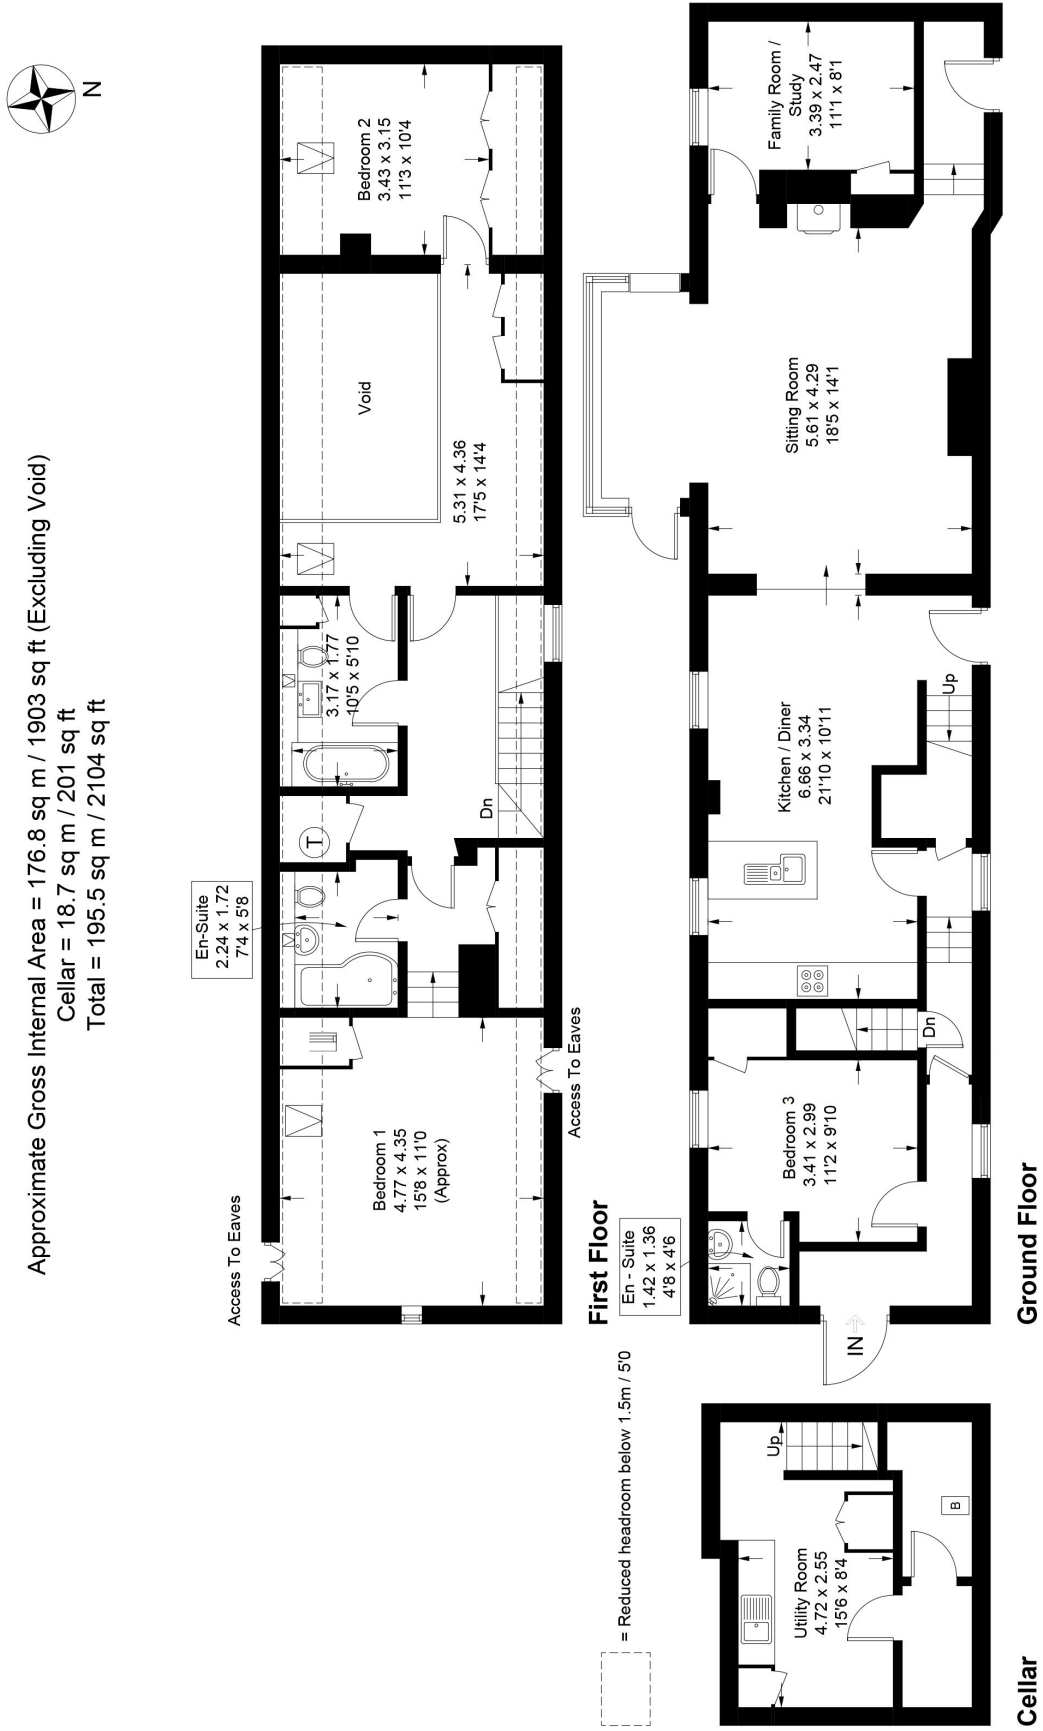 Approximate Gross Internal Area = 176.8 sq m / 1903 sq ft (Excluding Void)
Cellar = 18.7 sq m / 201 sq ft
Total = 195.5 sq m / 2104 sq ft
N
Access To Eaves
En-Suite
2.24 x 1.72
7'4 x 5'8
T
3.17 x 1.77
10'5 x 5'10
Void
Bedroom 2
3.43 x 3.15
11'3 x 10'4
Bedroom 1
4.77 x 4.35
15'8 x 11'0
(Approx)
Dn
5.31 x 4.36
17'5 x 14'4
Access To Eaves
First Floor
= Reduced headroom below 1.5m / 5'0
En - Suite
1.42 x 1.36
4'8 x 4'6
Bedroom 3
3.41 x 2.99
11'2 x 9'10
Kitchen / Diner
6.66 x 3.34
21'10 x 10'11
Sitting Room
5.61 x 4.29
18'5 x 14'1
Family Room /
Study
3.39 x 2.47
11'1 x 8'1
IN
Dn
Up
Ground Floor
Utility Room
4.72 x 2.55
15'6 x 8'4
Up
B
Cellar